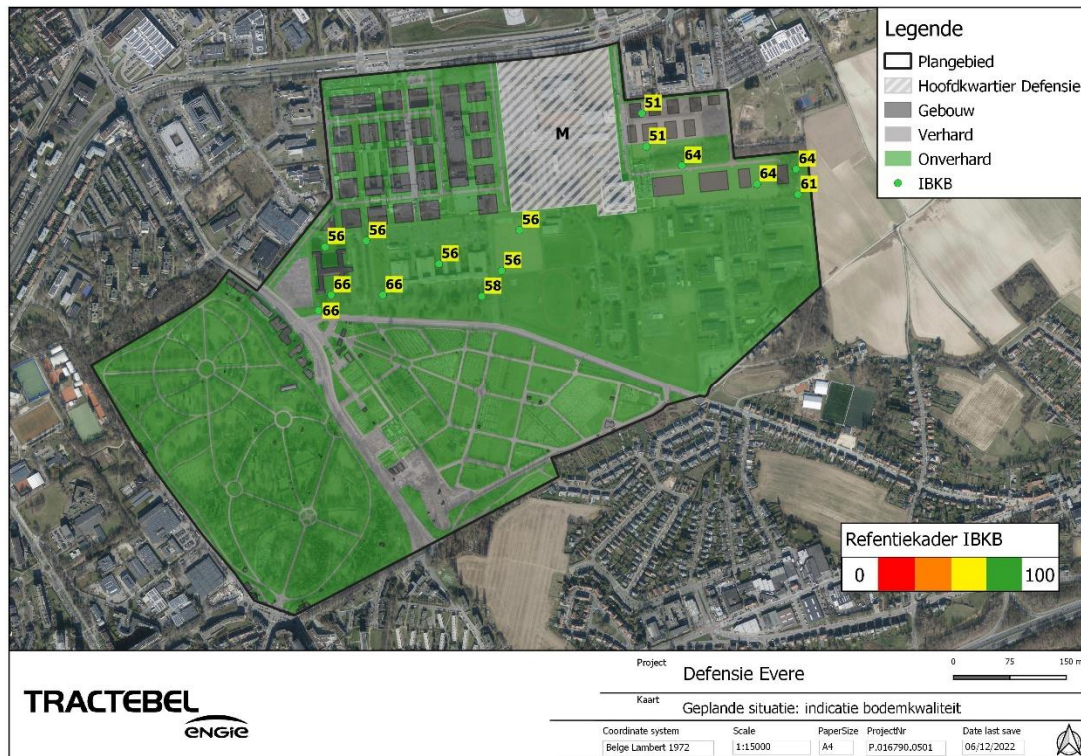 Legende
Plangebied
Hoofdkwartier Defensie
Gebouw
Verhard
Onverhard
IBKB
M
51
51
64
64
64
61
56
56
56
56
56
58
66
66
66
Refentiekader IBKB
0 100
TRACTEBEL
ENGIE
Project Defensie Evere
0 75 150 m
Kaart Geplande situatie: indicatie bodemkwaliteit
Coordinate system Scale PaperSize ProjectNr Date last save
Belge Lambert 1972 1:15000 A4 P.016790.0501 06/12/2022